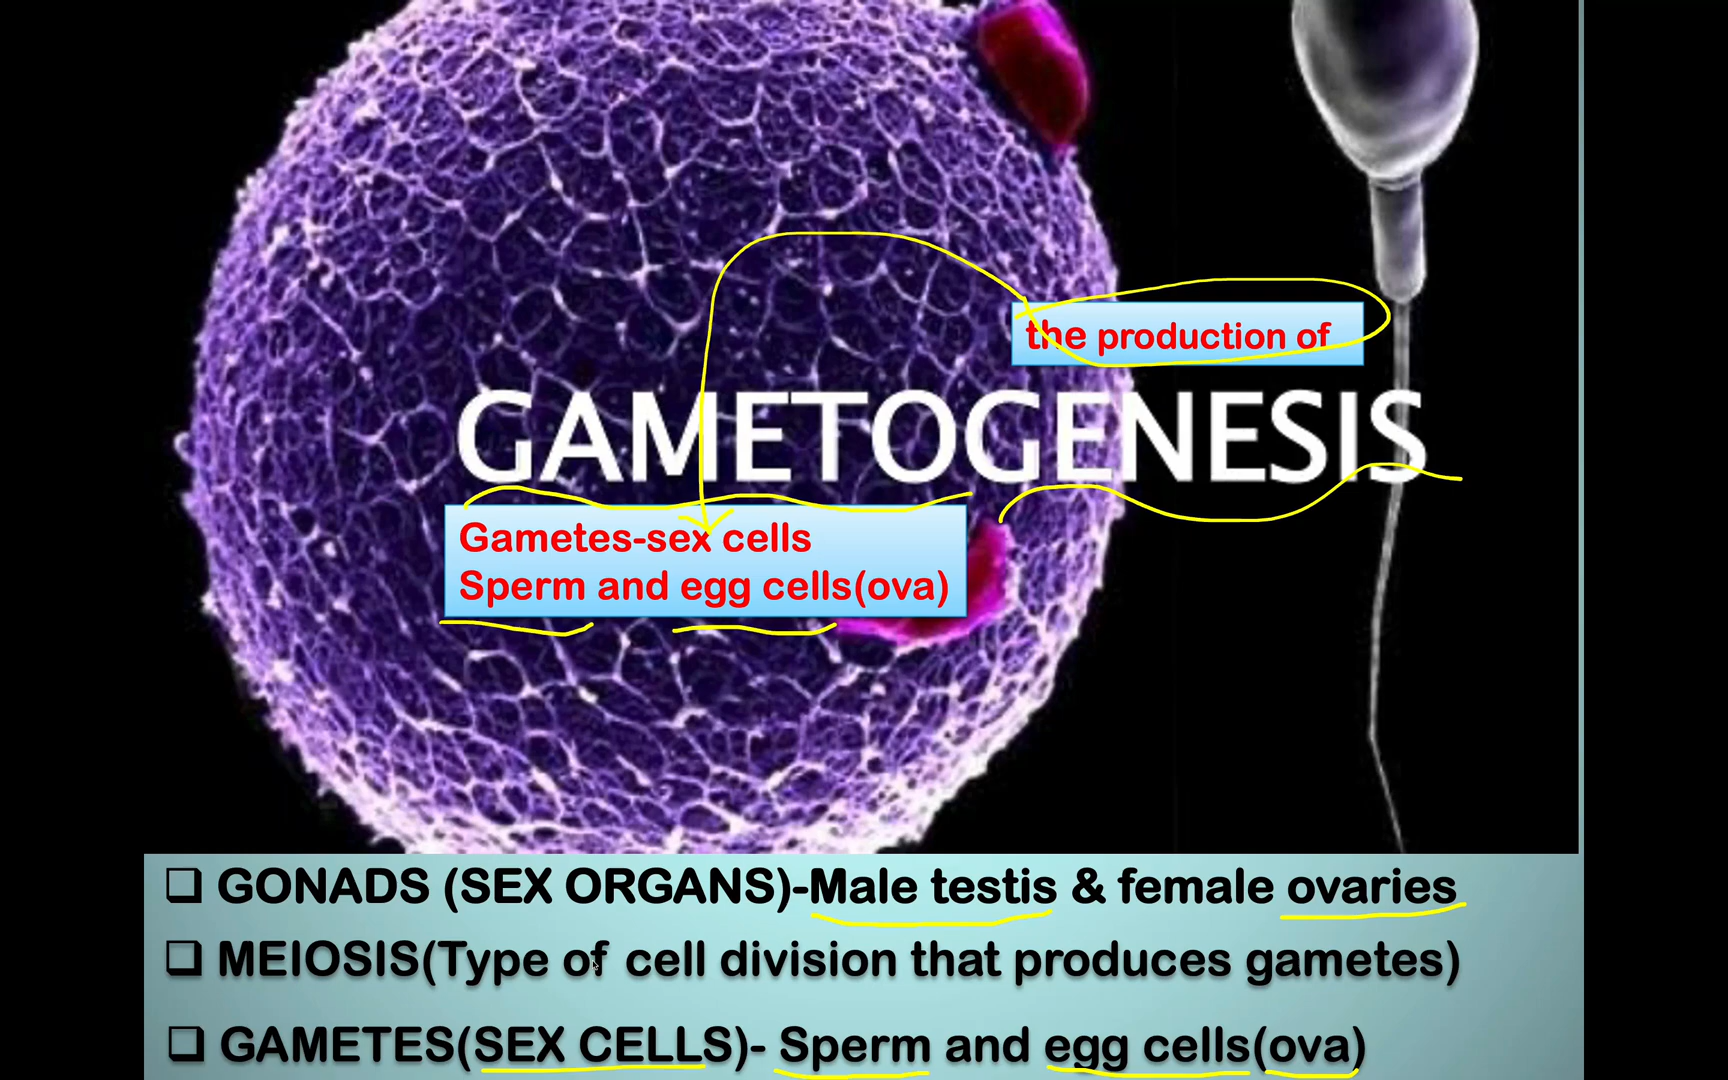 the production of
GAMETOGENESIS
Gametes-sex cells
Sperm and egg cells(ova)
❑ GONADS (SEX ORGANS)-Male testis & female ovaries
❑ MEIOSIS(Type of cell division that produces gametes)
❑ GAMETES(SEX CELLS)- Sperm and egg cells(ova)